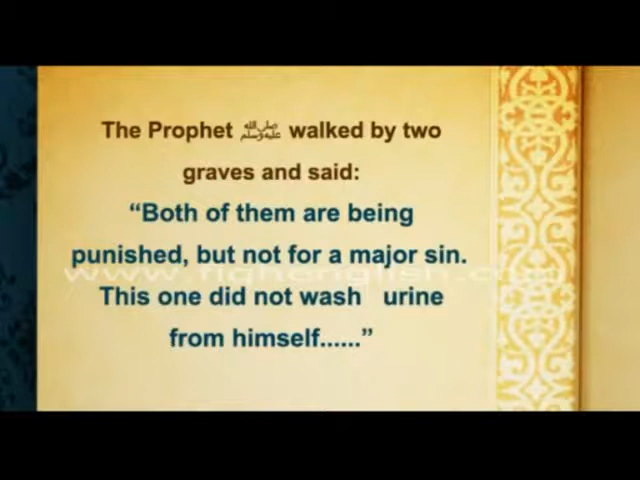 The Prophet ﷺ walked by two
graves and said:
“Both of them are being
punished, but not for a major sin.
This one did not wash urine
from himself......”